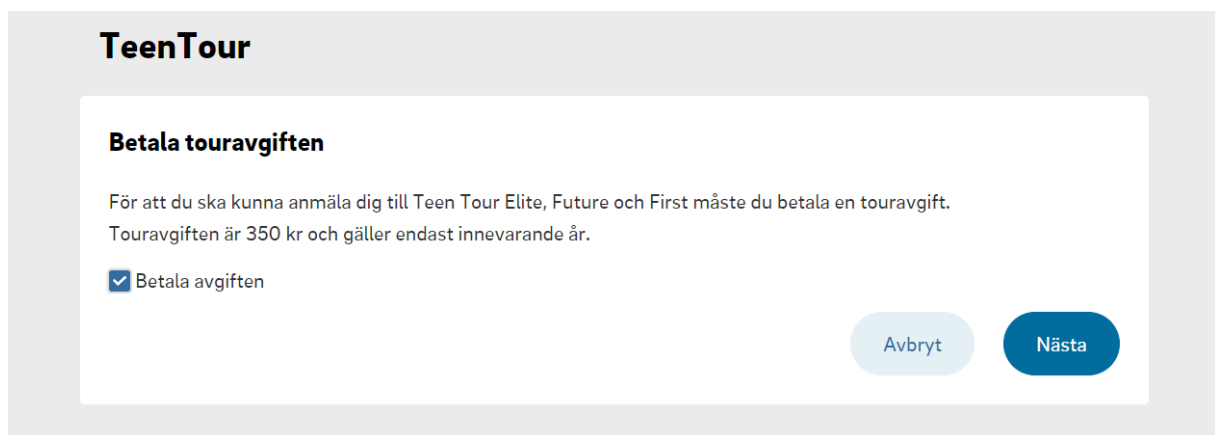 TeenTour
Betala touravgiften
För att du ska kunna anmäla dig till Teen Tour Elite, Future och First måste du betala en touravgift.
Touravgiften är 350 kr och gäller endast innevarande år.
Betala avgiften
Avbryt
Nästa